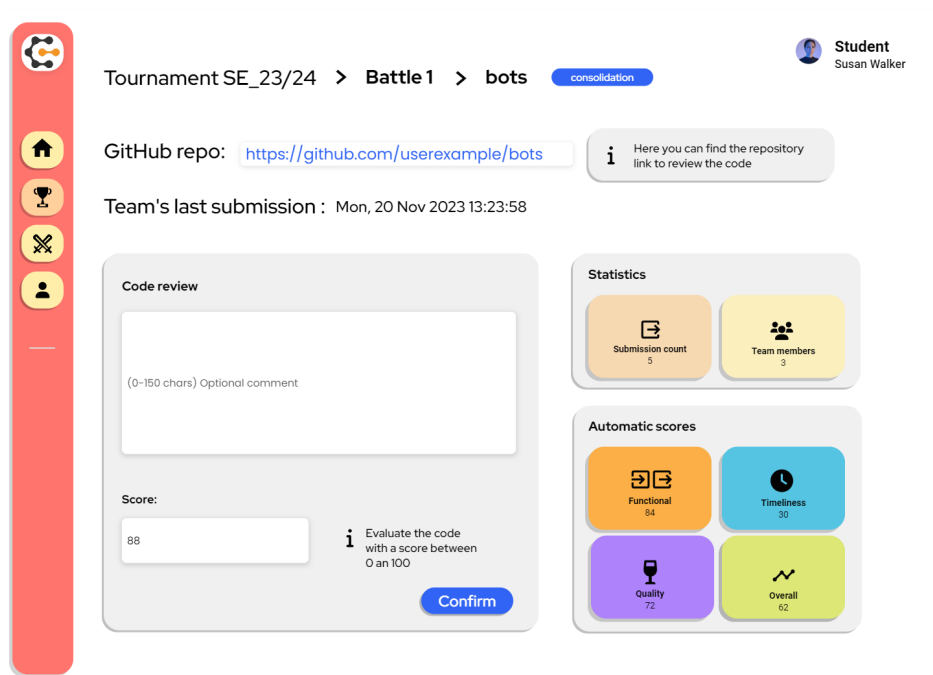 Student
Susan Walker
Tournament SE_23/24 > Battle 1 > bots consolidation
GitHub repo: https://github.com/userexample/bots
Here you can find the repository
link to review the code
Team's last submission : Mon, 20 Nov 2023 13:23:58
Code review
(0-150 chars) Optional comment
Score:
88
Evaluate the code
with a score between
0 an 100
Confirm
Statistics
Submission count
5
Team members
3
Automatic scores
Functional
84
Timeliness
30
Quality
72
Overall
62